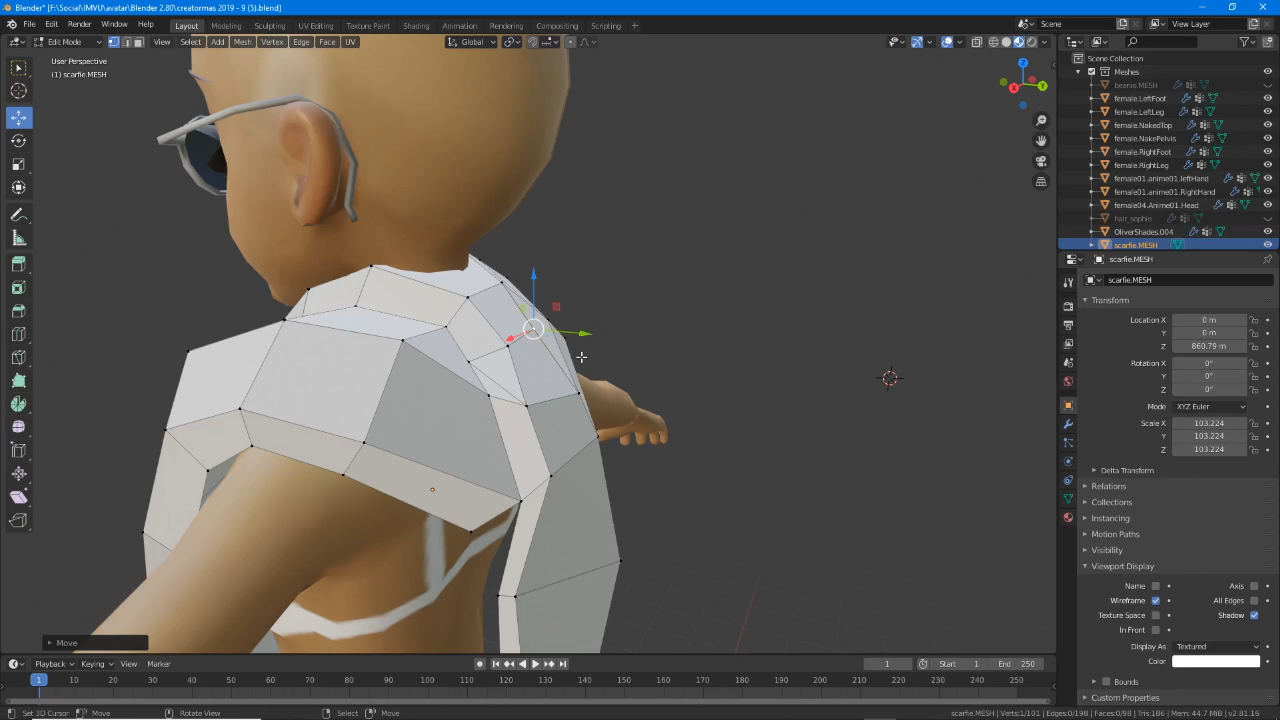 Blender* [F:\Social\IMVU\avatar\Blender 2.80\creatormas 2019 - 9 (5).blend]
File Edit Render Window Help Layout Modeling Sculpting UV Editing Texture Paint Shading Animation Rendering Compositing Scripting + Scene View Layer
Edit Mode View Select Add Mesh Vertex Edge Face UV Global
User Perspective
(1) scarfie.MESH
Z
X
Y
Scene Collection
Meshes
beanie.MESH
female.LeftFoot
female.LeftLeg
female.NakedTop
female.NakePelvis
female.RightFoot
female.RightLeg
female01.anime01.leftHand
female01.anime01.RightHand
female04.Anime01.Head
hair_sophie
OliverShades.004
scarfie.MESH
scarfie.MESH
scarfie.MESH
Transform
Location X 0 m
Y 0 m
Z 860.79 m
Rotation X 0°
Y 0°
Z 0°
Mode XYZ Euler
Scale X 103.224
Y 103.224
Z 103.224
Delta Transform
Relations
Collections
Instancing
Motion Paths
Visibility
Viewport Display
Name Axis
Wireframe All Edges
Texture Space Shadow
In Front
Display As Textured
Color
Bounds
Custom Properties
Move
Playback Keying View Marker 1 Start 1 End 250
1 10 20 30 40 50 60 70 80 90 100 110 120 130 140 150 160 170 180 190 200 210 220 230 240 250
Set 3D Cursor Move Rotate View Select Move scarfie.MESH | Verts:1/101 | Edges:0/198 | Faces:0/98 | Tris:186 | Mem: 44.7 MiB | v2.81.16